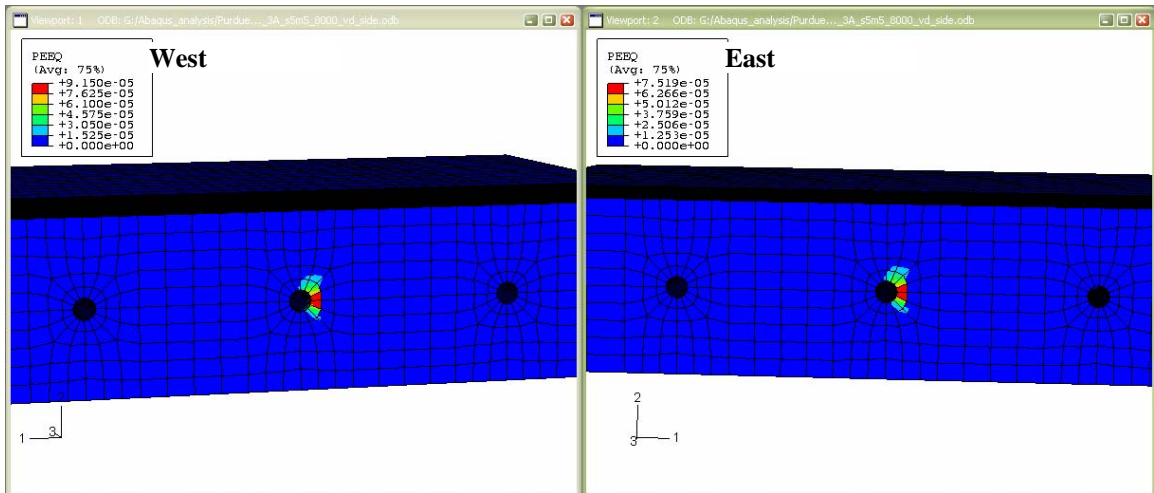 Viewport: 1 ODB: G:/Abaqus_analysis/Purdue..._3A_s5m5_8000_vd_side.odb
PEEQ
(Avg: 75%)
+9.150e-05
+7.625e-05
+6.100e-05
+4.575e-05
+3.050e-05
+1.525e-05
+0.000e+00
West
1
3
Viewport: 2 ODB: G:/Abaqus_analysis/Purdue..._3A_s5m5_8000_vd_side.odb
PEEQ
(Avg: 75%)
+7.519e-05
+6.266e-05
+5.012e-05
+3.759e-05
+2.506e-05
+1.253e-05
+0.000e+00
East
2
3
1